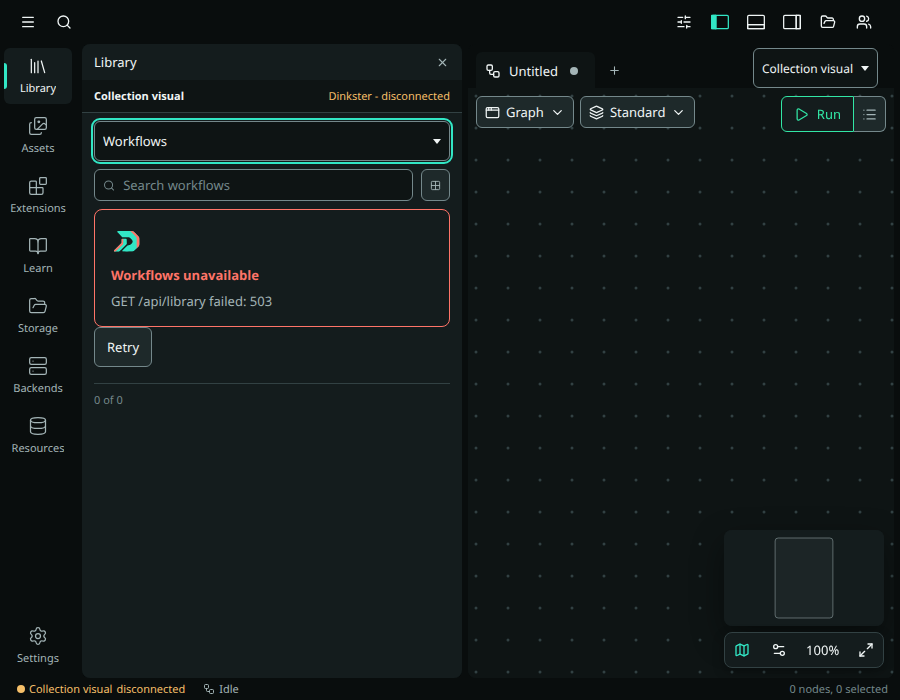 Library
Assets
Extensions
Learn
Storage
Backends
Resources
Settings
Library
Collection visual
Dinkster - disconnected
Workflows
Search workflows
Workflows unavailable
GET /api/library failed: 503
Retry
0 of 0
Untitled
Collection visual
Graph
Standard
Run
100%
Collection visual disconnected
Idle
0 nodes, 0 selected